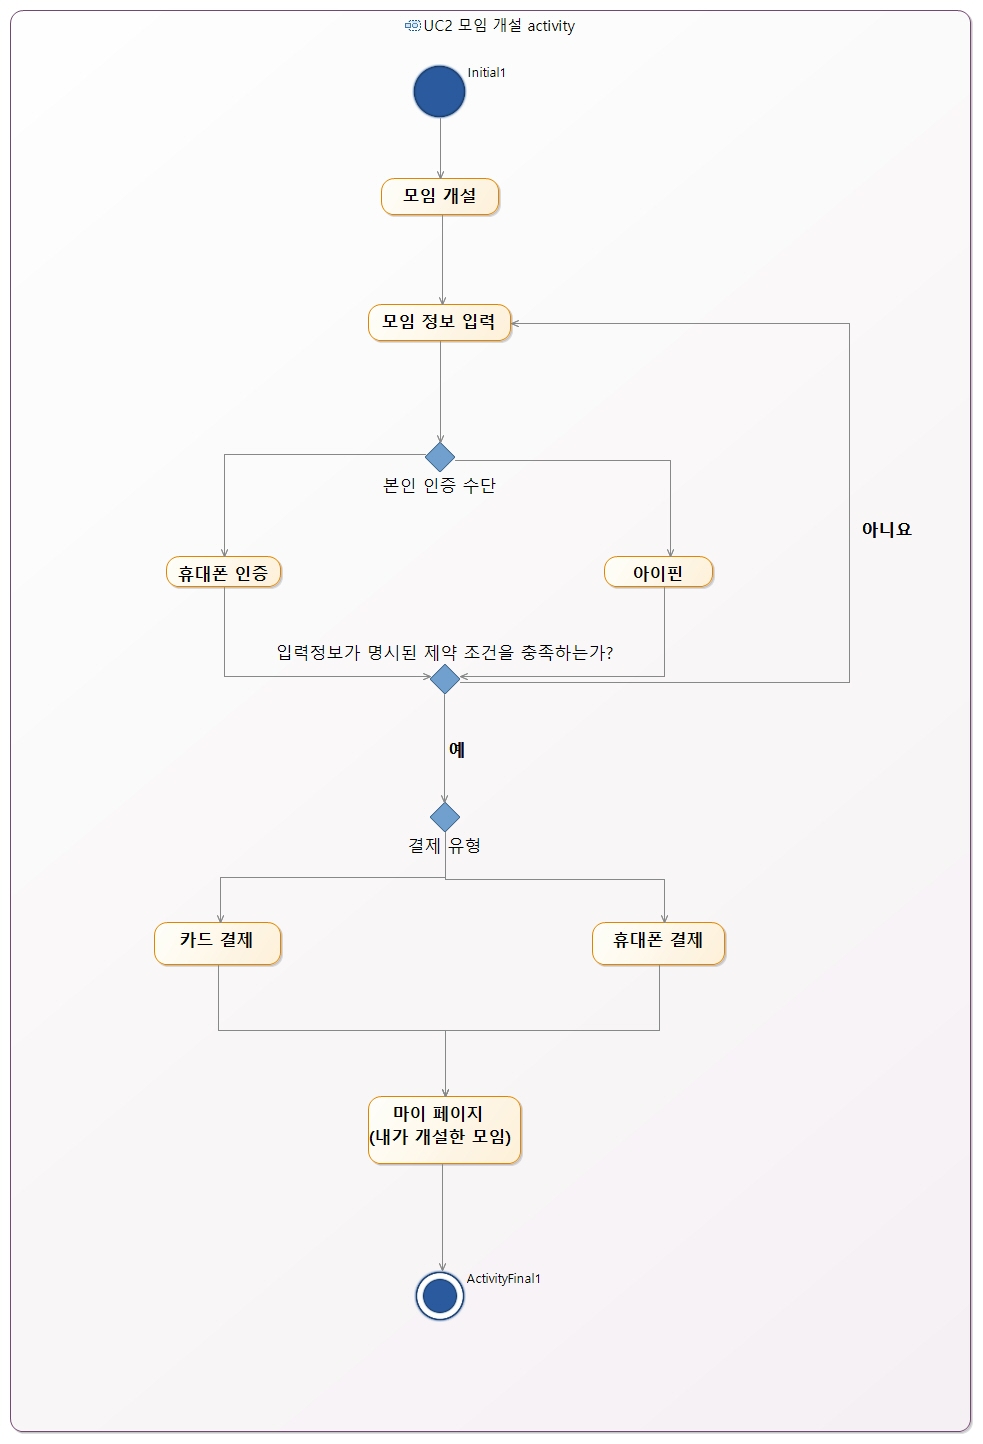 UC2 모임 개설 activity
Initial1
모임 개설
모임 정보 입력
본인 인증 수단
아니요
휴대폰 인증
아이핀
입력정보가 명시된 제약 조건을 충족하는가?
예
결제 유형
카드 결제
휴대폰 결제
마이 페이지
(내가 개설한 모임)
ActivityFinal1